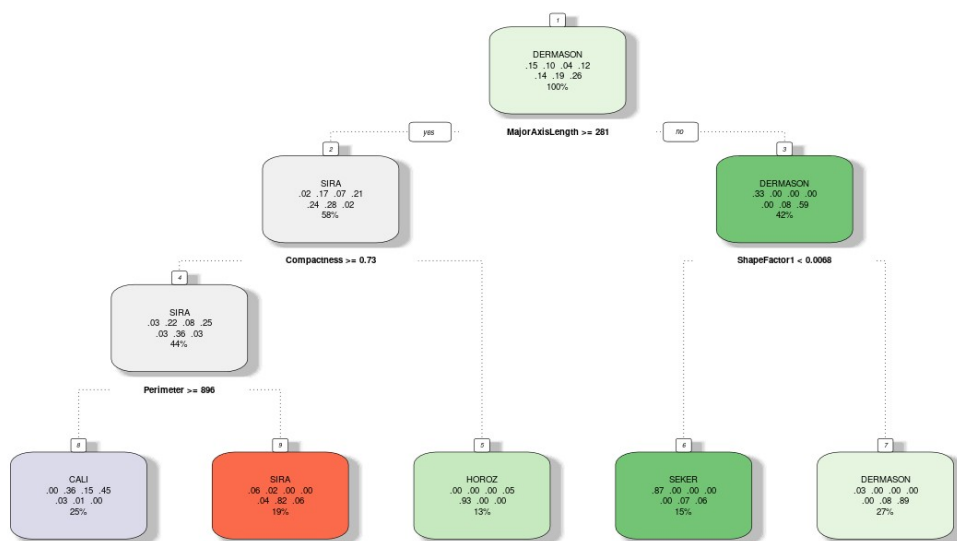 1
DERMASON
.15 .10 .04 .12
.14 .19 .26
100%
yes
MajorAxisLength >= 281
no
2
SIRA
.02 .17 .07 .21
.24 .28 .02
58%
3
DERMASON
.33 .00 .00 .00
.00 .08 .59
42%
Compactness >= 0.73
ShapeFactor1 < 0.0068
4
SIRA
.03 .22 .08 .25
.03 .36 .03
44%
Perimeter >= 896
8
CALI
.00 .36 .15 .45
.03 .01 .00
25%
9
SIRA
.06 .02 .00 .00
.04 .82 .06
19%
5
HOROZ
.00 .00 .00 .05
.93 .00 .00
13%
6
SEKER
.87 .00 .00 .00
.00 .07 .06
15%
7
DERMASON
.03 .00 .00 .00
.00 .08 .89
27%